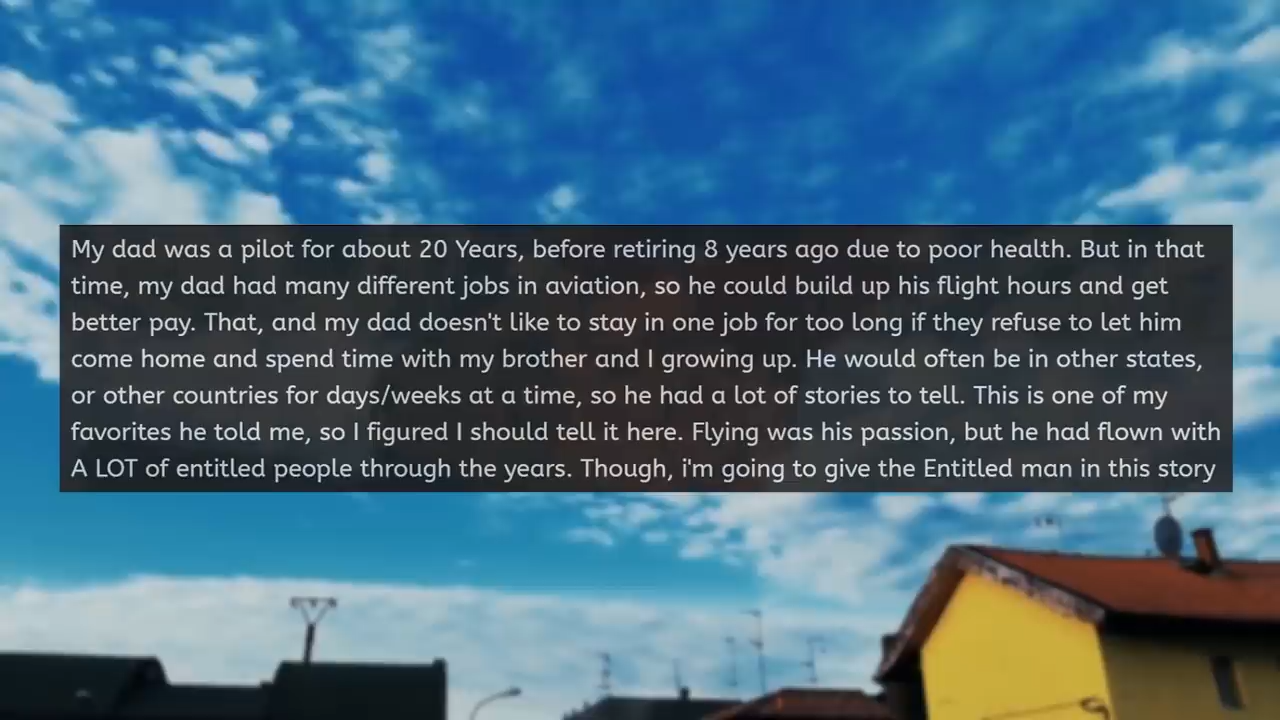 My dad was a pilot for about 20 Years, before retiring 8 years ago due to poor health. But in that
time, my dad had many different jobs in aviation, so he could build up his flight hours and get
better pay. That, and my dad doesn't like to stay in one job for too long if they refuse to let him
come home and spend time with my brother and I growing up. He would often be in other states,
or other countries for days/weeks at a time, so he had a lot of stories to tell. This is one of my
favorites he told me, so I figured I should tell it here. Flying was his passion, but he had flown with
A LOT of entitled people through the years. Though, i'm going to give the Entitled man in this story